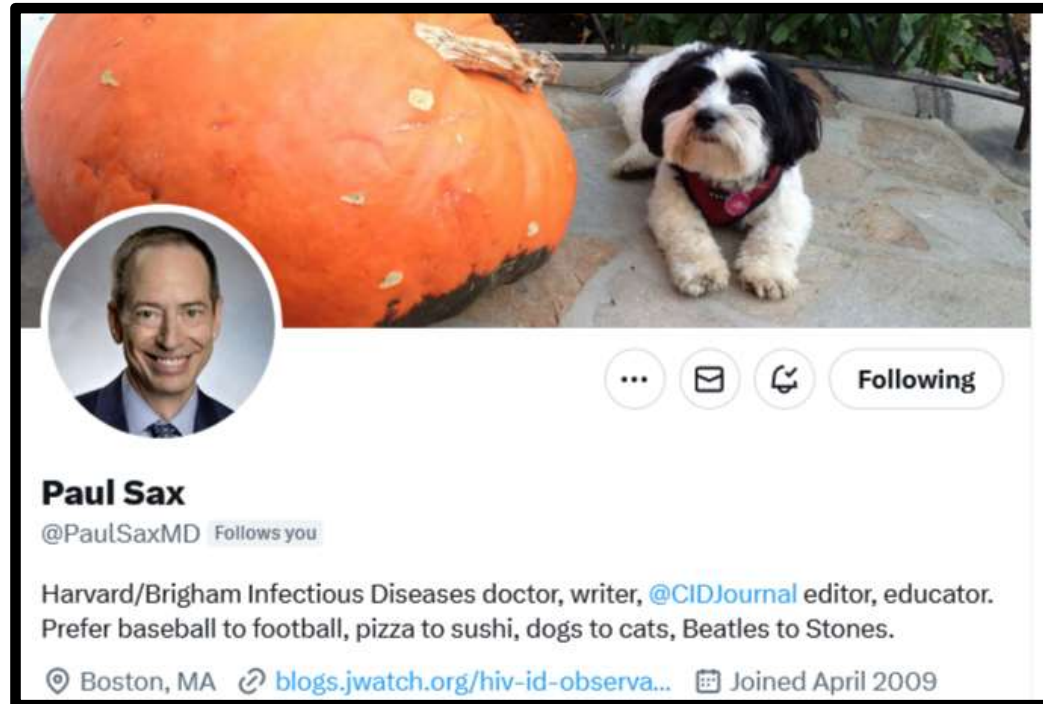 Following
Paul Sax
@PaulSaxMD Follows you
Harvard/Brigham Infectious Diseases doctor, writer, @CIDJournal editor, educator.
Prefer baseball to football, pizza to sushi, dogs to cats, Beatles to Stones.
Boston, MA blogs.jwatch.org/hiv-id-observa... Joined April 2009